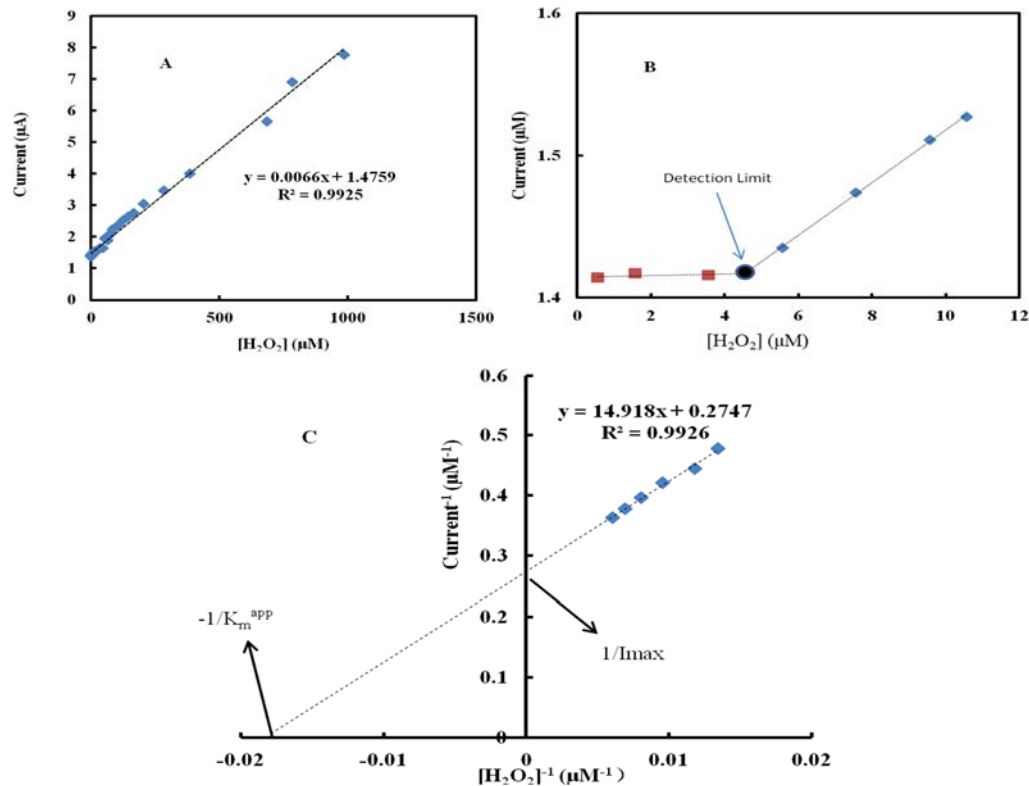 A
Current (µA)
9
8
7
6
5
4
3
2
1
0
y = 0.0066x + 1.4759
R² = 0.9925
0
500
1000
1500
[H₂O₂] (µM)
B
Current (µM)
1.6
1.5
1.4
Detection Limit
0
2
4
6
8
10
12
[H₂O₂] (µM)
C
Current⁻¹ (µM⁻¹)
0.6
0.5
0.4
0.3
0.2
0.1
0
y = 14.918x + 0.2747
R² = 0.9926
-1/Kₘᵃᵖᵖ
1/Imax
-0.02
-0.01
0
0.01
0.02
[H₂O₂]⁻¹ (µM⁻¹)